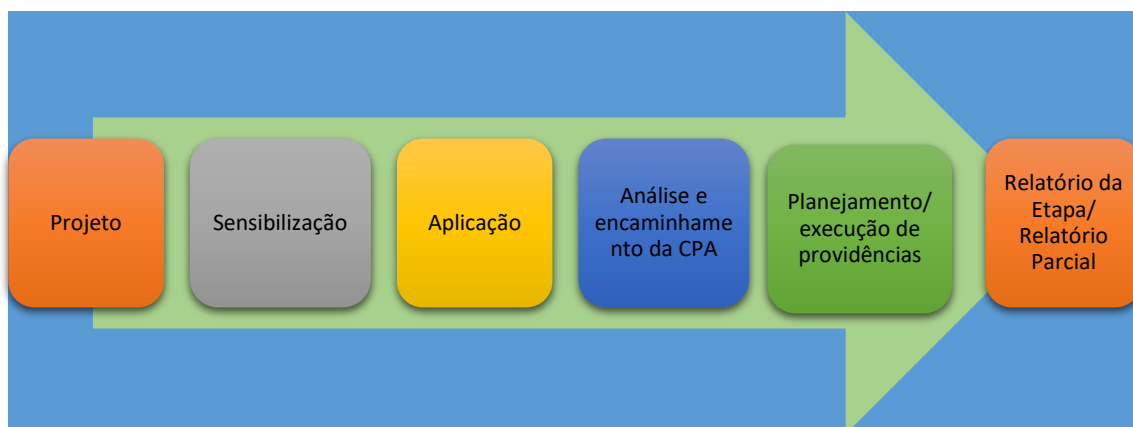 Projeto
Sensibilização
Aplicação
Análise e
encaminhame
nto da CPA
Planejamento/
execução de
providências
Relatório da
Etapa/
Relatório
Parcial